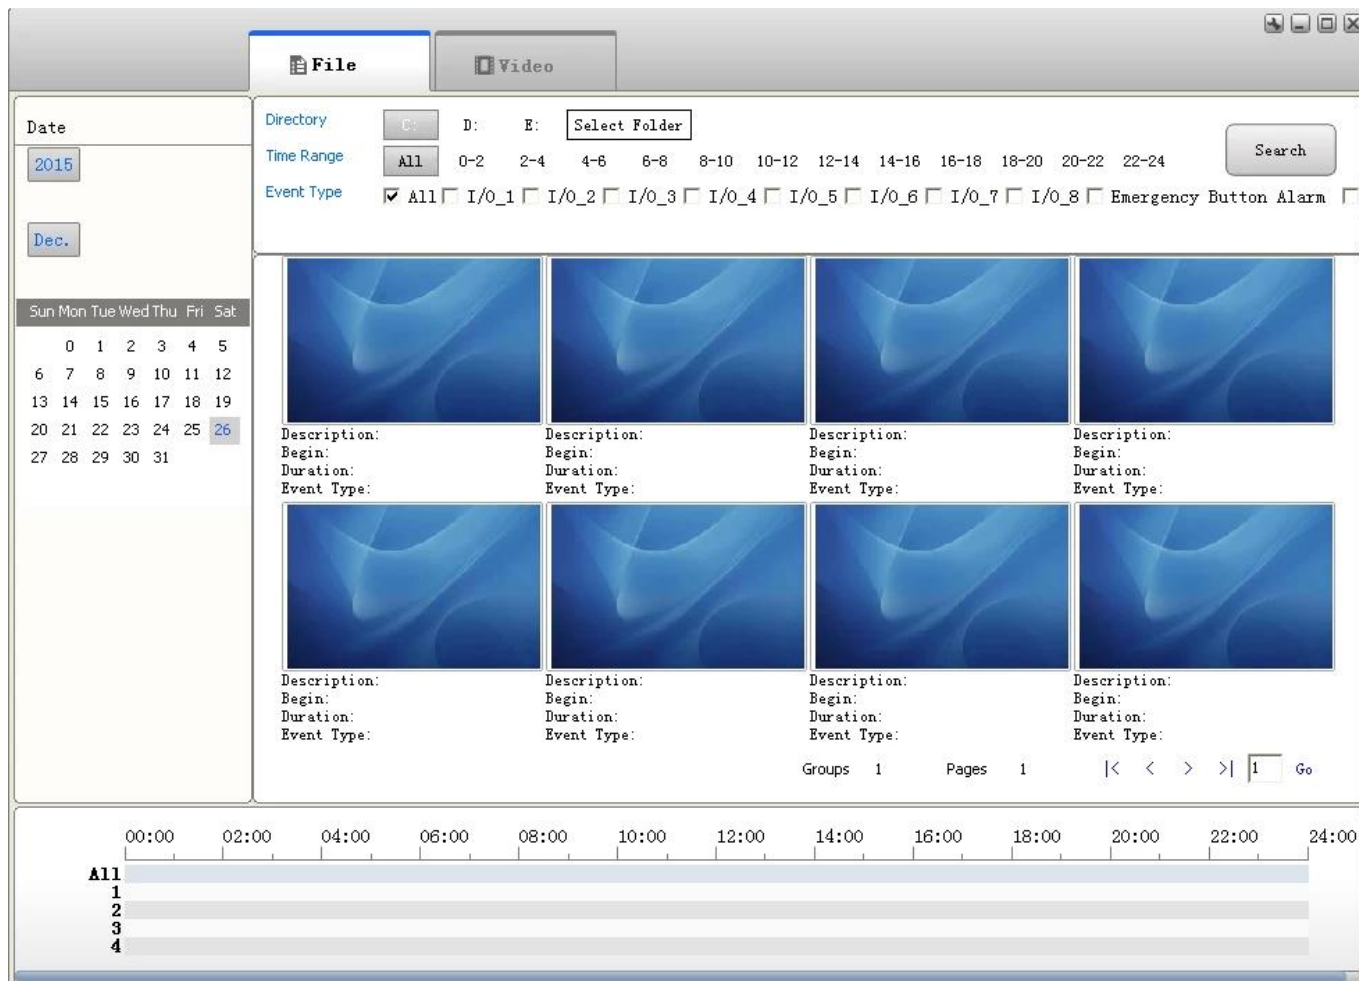 File Video
Date
2015
Dec.
Sun Mon Tue Wed Thu Fri Sat
0 1 2 3 4 5
6 7 8 9 10 11 12
13 14 15 16 17 18 19
20 21 22 23 24 25 26
27 28 29 30 31
Directory C: D: E: Select Folder
Time Range All 0-2 2-4 4-6 6-8 8-10 10-12 12-14 14-16 16-18 18-20 20-22 22-24
Search
Event Type All I/O_1 I/O_2 I/O_3 I/O_4 I/O_5 I/O_6 I/O_7 I/O_8 Emergency Button Alarm
Description: Description: Description: Description:
Begin: Begin: Begin: Begin:
Duration: Duration: Duration: Duration:
Event Type: Event Type: Event Type: Event Type:
Description: Description: Description: Description:
Begin: Begin: Begin: Begin:
Duration: Duration: Duration: Duration:
Event Type: Event Type: Event Type: Event Type:
Groups 1 Pages 1 |< < > >| 1 Go
00:00 02:00 04:00 06:00 08:00 10:00 12:00 14:00 16:00 18:00 20:00 22:00 24:00
All
1
2
3
4